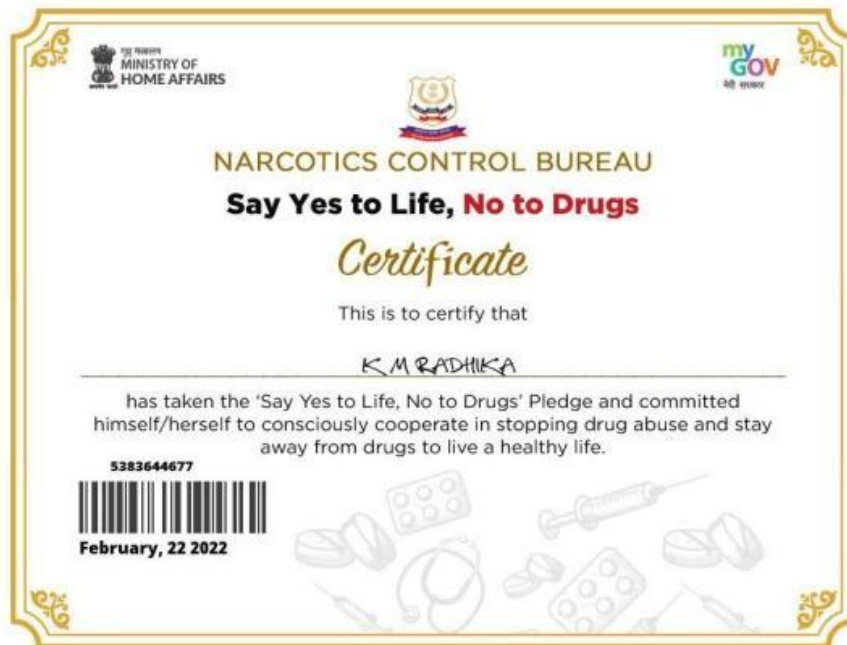 गृह मंत्रालय
MINISTRY OF
HOME AFFAIRS
my
GOV
मेरी सरकार
NARCOTICS CONTROL BUREAU
Say Yes to Life, No to Drugs
Certificate
This is to certify that
K M RADHIKA
has taken the ‘Say Yes to Life, No to Drugs’ Pledge and committed
himself/herself to consciously cooperate in stopping drug abuse and stay
away from drugs to live a healthy life.
5383644677
February, 22 2022